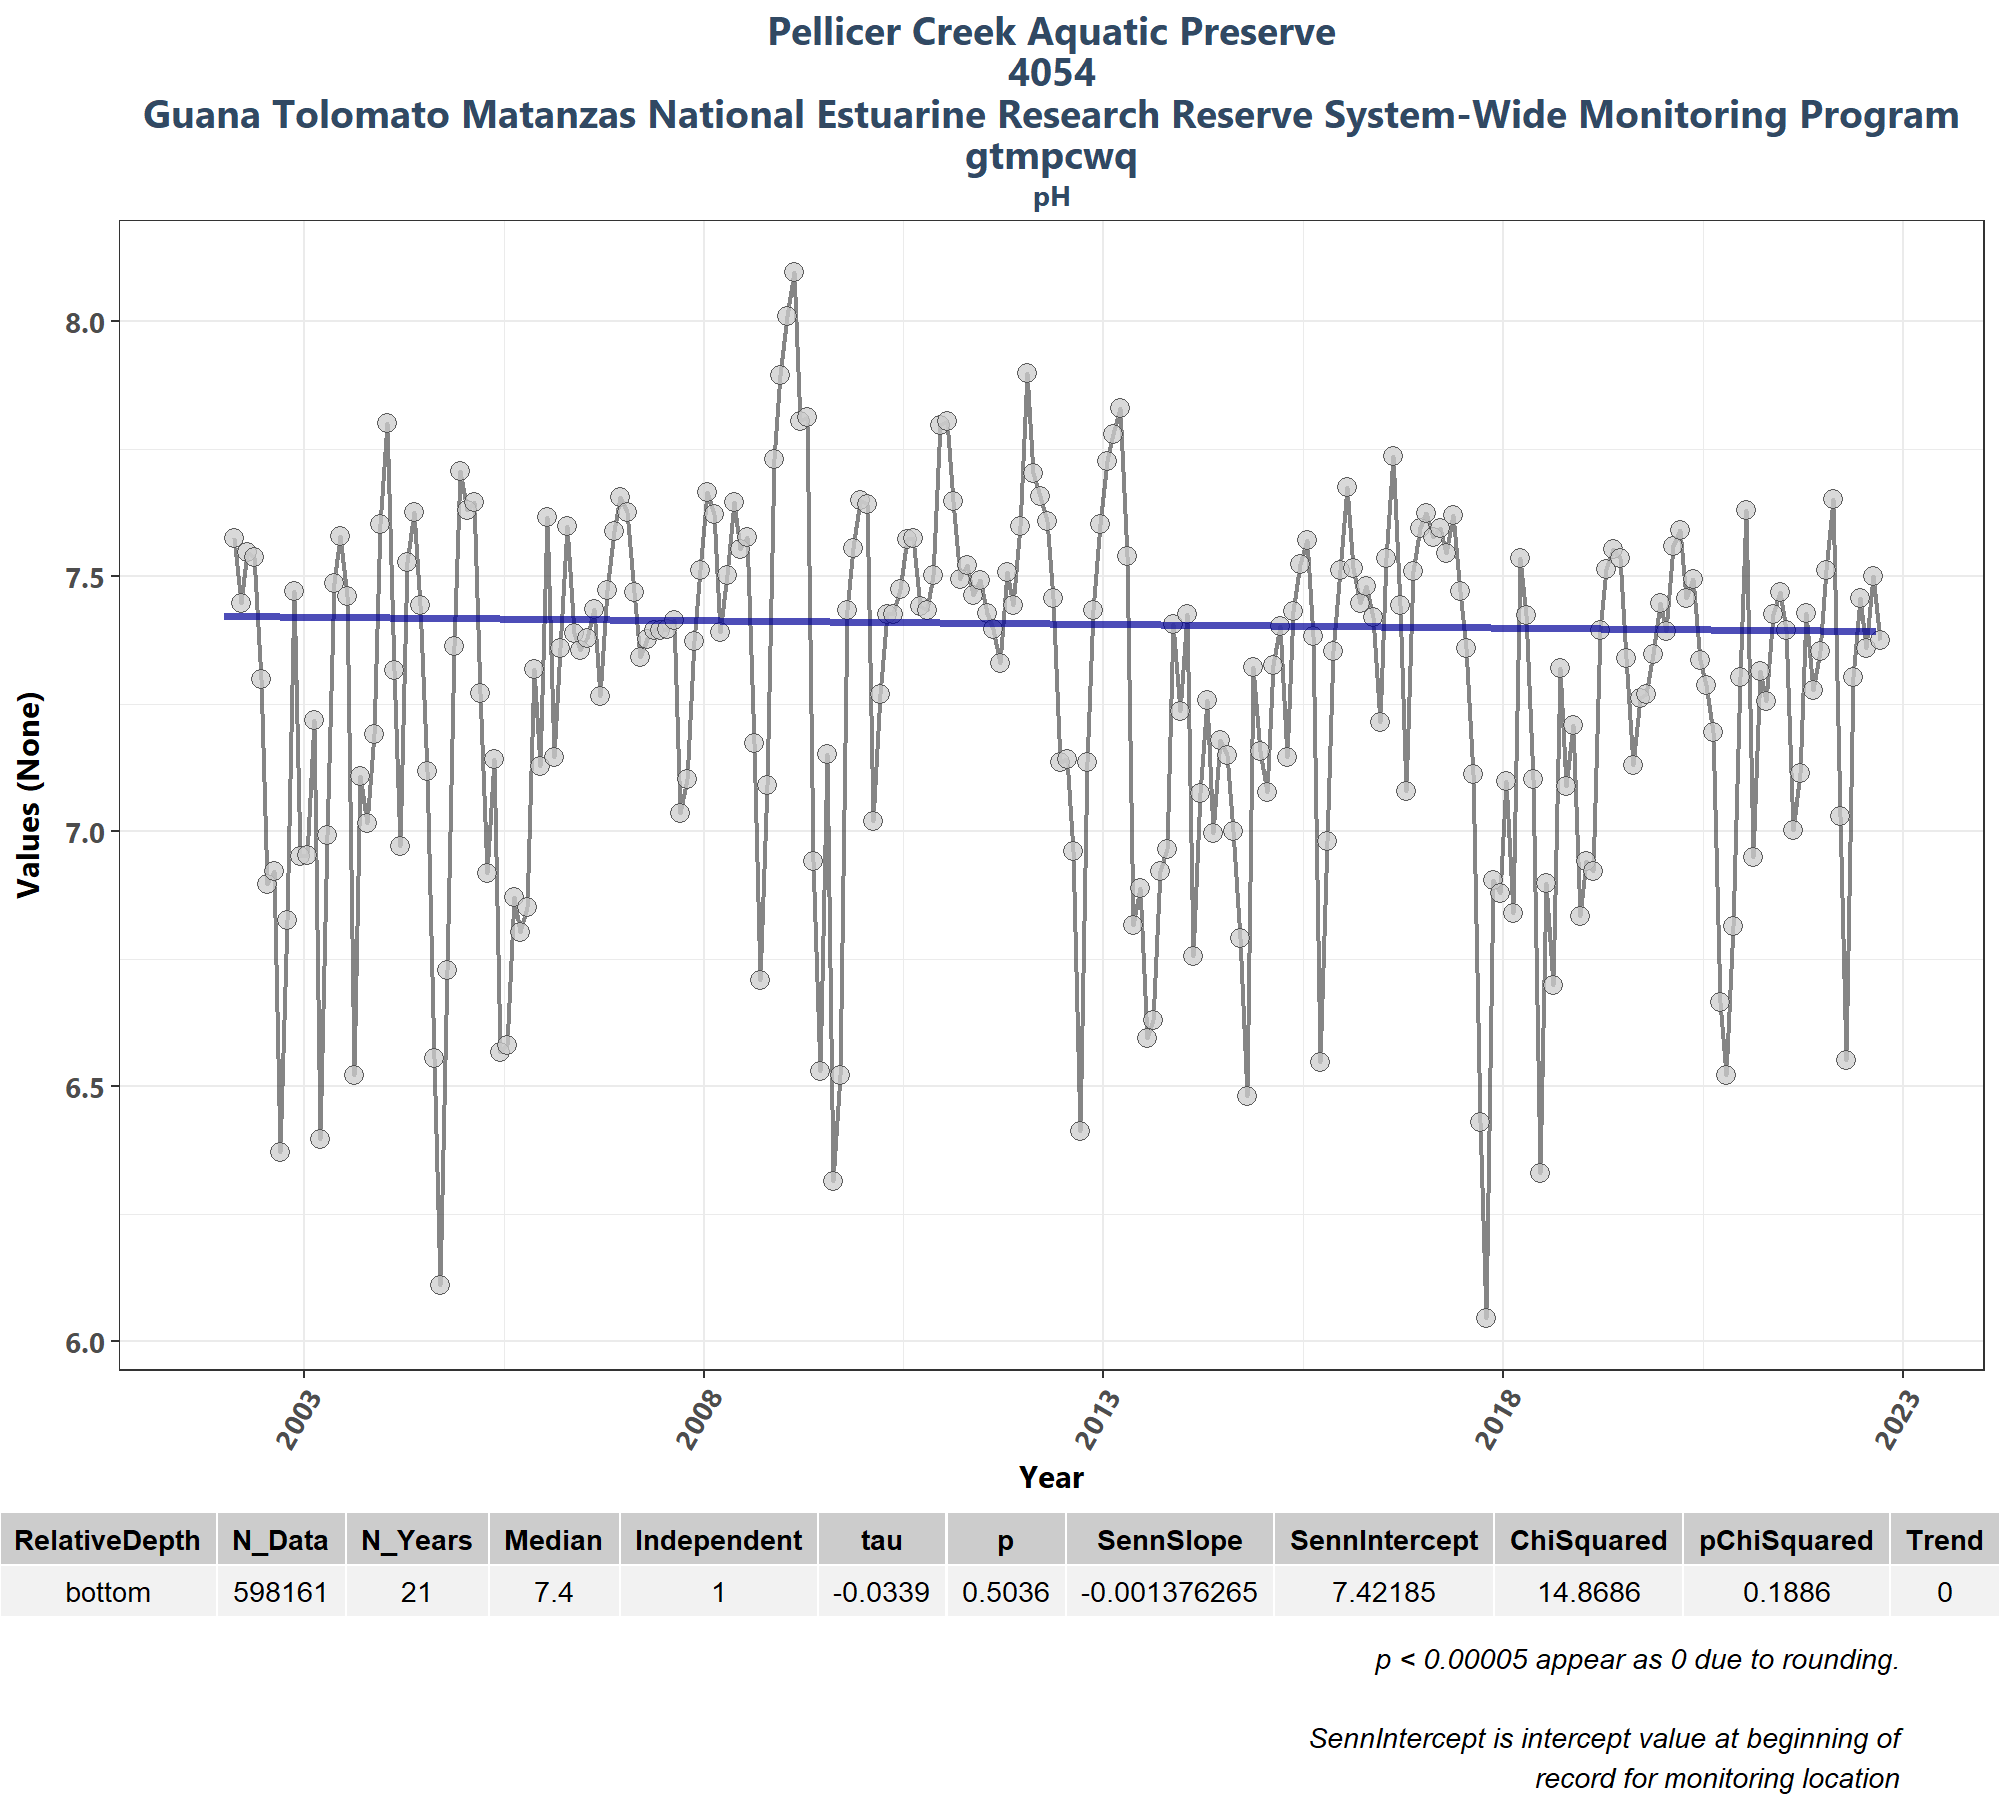 Pellicer Creek Aquatic Preserve
4054
Guana Tolomato Matanzas National Estuarine Research Reserve System-Wide Monitoring Program
gtmpcwq
pH
Values (None)
8.0
7.5
7.0
6.5
6.0
2003 2008 2013 2018 2023
Year
RelativeDepth N_Data N_Years Median Independent tau p SennSlope SennIntercept ChiSquared pChiSquared Trend
bottom 598161 21 7.4 1 -0.0339 0.5036 -0.001376265 7.42185 14.8686 0.1886 0
p < 0.00005 appear as 0 due to rounding.
SennIntercept is intercept value at beginning of
record for monitoring location